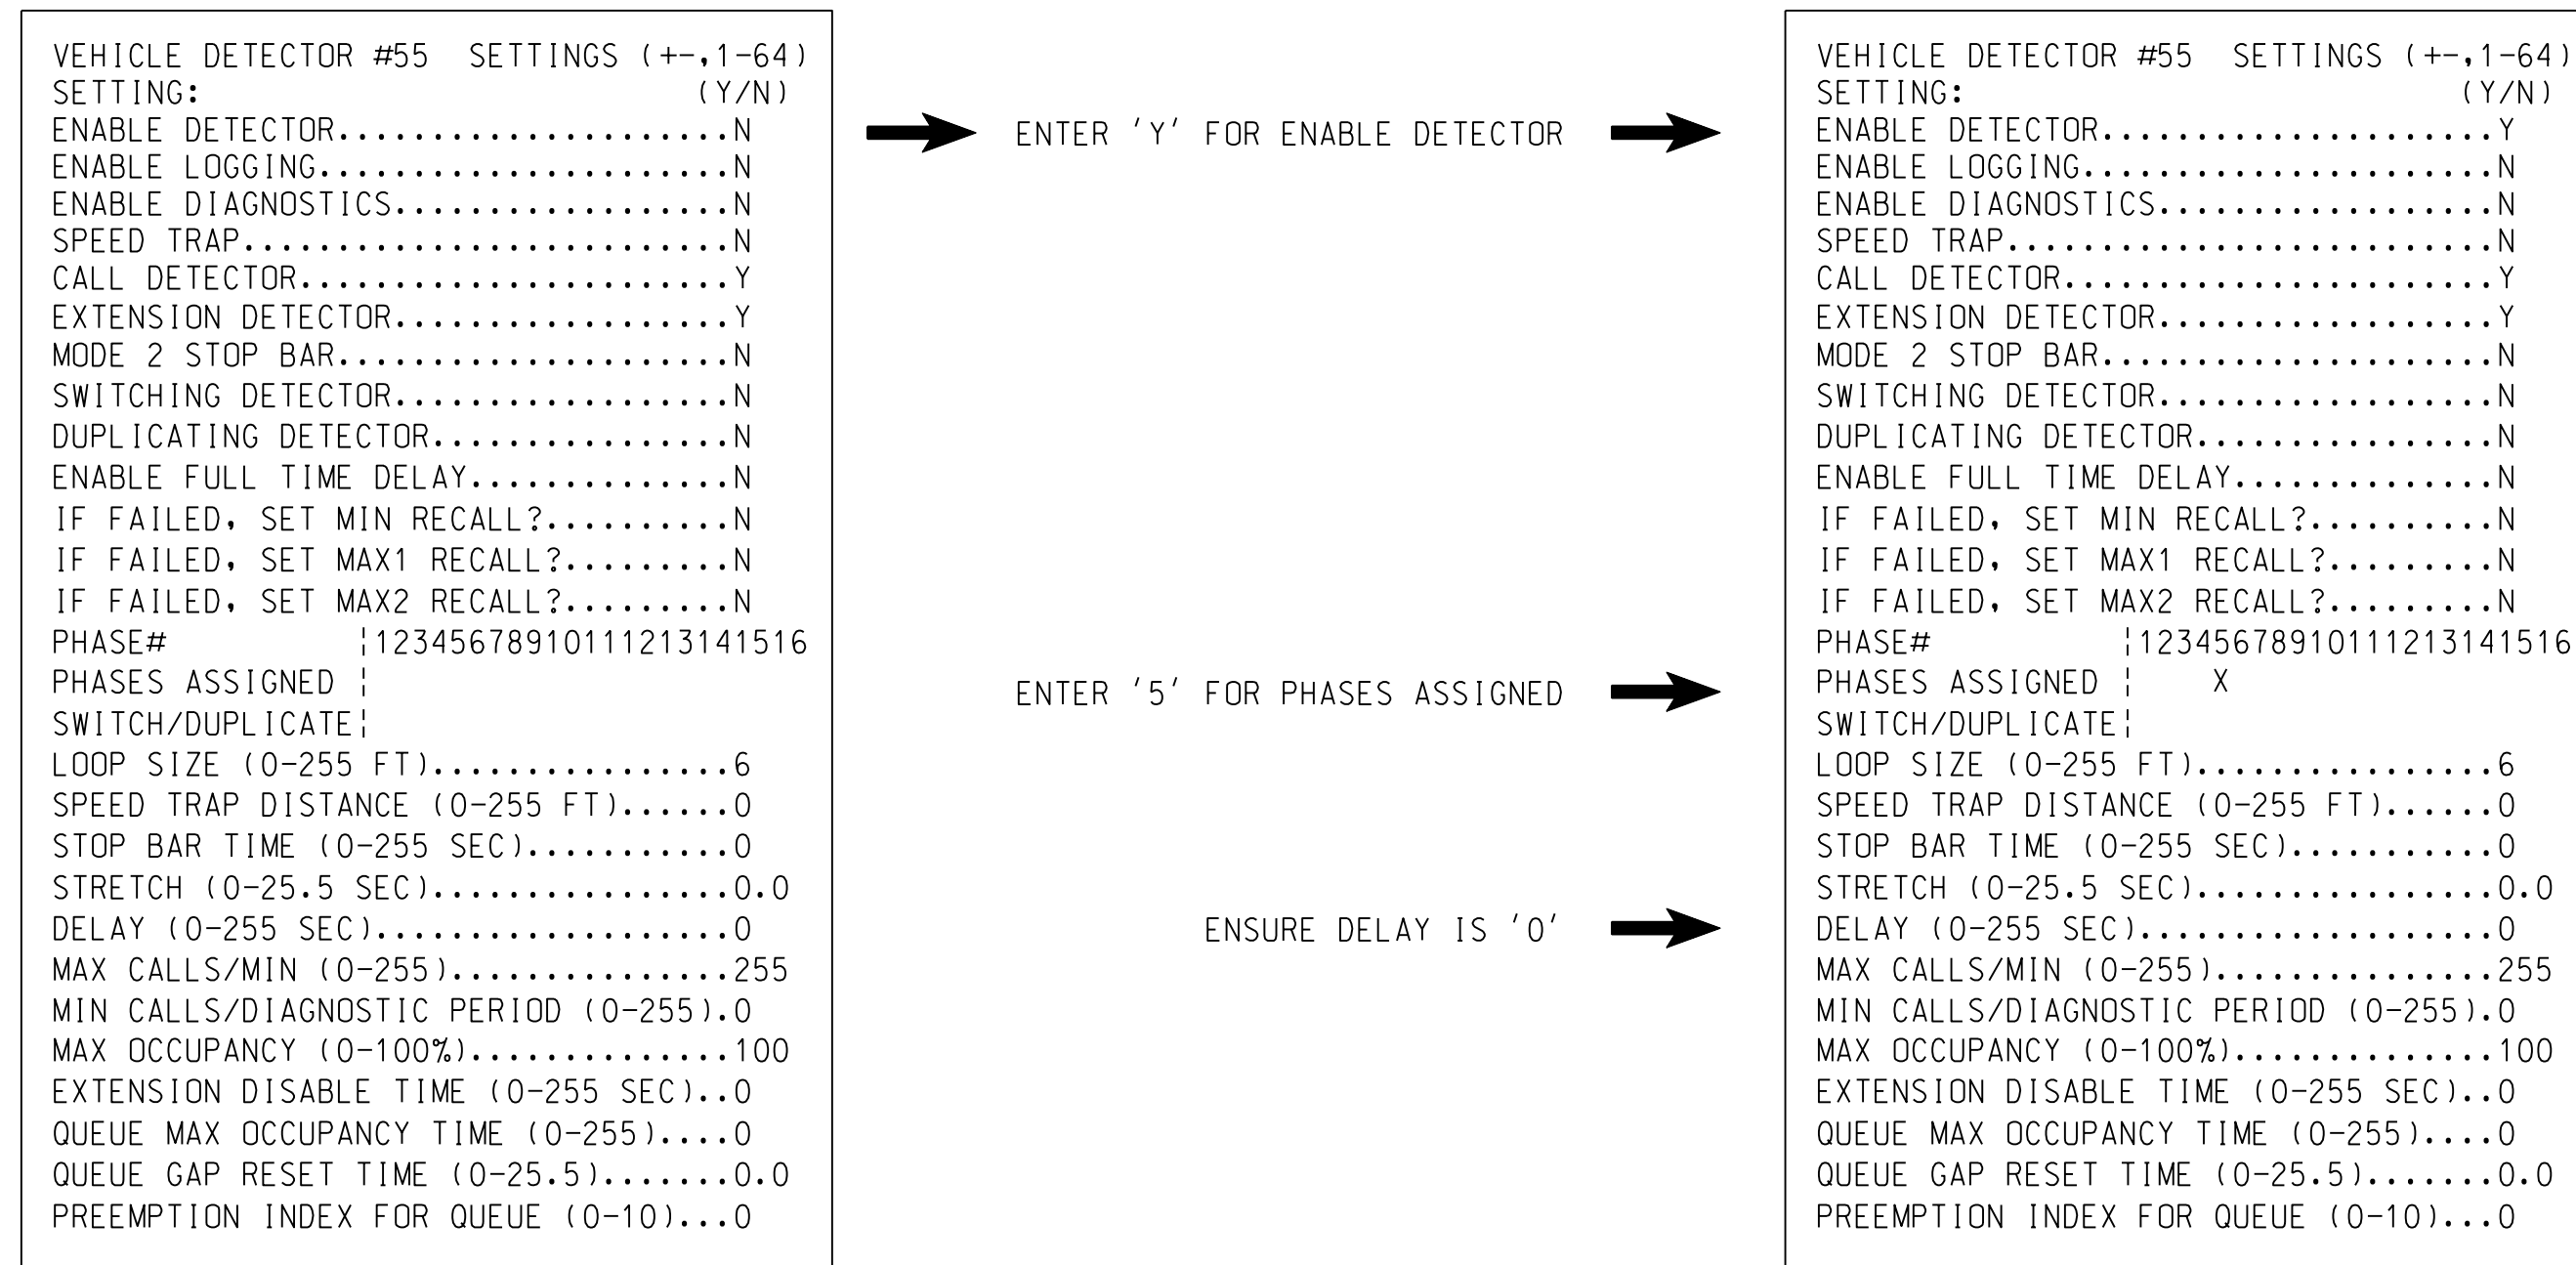 VEHICLE DETECTOR #55  SETTINGS (+-,1-64)
SETTING:                          (Y/N)
ENABLE DETECTOR.....................N
ENABLE LOGGING......................N
ENABLE DIAGNOSTICS..................N
SPEED TRAP..........................N
CALL DETECTOR.......................Y
EXTENSION DETECTOR..................Y
MODE 2 STOP BAR.....................N
SWITCHING DETECTOR..................N
DUPLICATING DETECTOR................N
ENABLE FULL TIME DELAY..............N
IF FAILED, SET MIN RECALL?..........N
IF FAILED, SET MAX1 RECALL?.........N
IF FAILED, SET MAX2 RECALL?.........N
PHASE#          |12345678910111213141516
PHASES ASSIGNED |
SWITCH/DUPLICATE|
LOOP SIZE (0-255 FT)................6
SPEED TRAP DISTANCE (0-255 FT)......0
STOP BAR TIME (0-255 SEC)...........0
STRETCH (0-25.5 SEC)................0.0
DELAY (0-255 SEC)...................0
MAX CALLS/MIN (0-255)...............255
MIN CALLS/DIAGNOSTIC PERIOD (0-255).0
MAX OCCUPANCY (0-100%)..............100
EXTENSION DISABLE TIME (0-255 SEC)..0
QUEUE MAX OCCUPANCY TIME (0-255)....0
QUEUE GAP RESET TIME (0-25.5).......0.0
PREEMPTION INDEX FOR QUEUE (0-10)...0
ENTER 'Y' FOR ENABLE DETECTOR
ENTER '5' FOR PHASES ASSIGNED
ENSURE DELAY IS '0'
VEHICLE DETECTOR #55  SETTINGS (+-,1-64)
SETTING:                          (Y/N)
ENABLE DETECTOR.....................Y
ENABLE LOGGING......................N
ENABLE DIAGNOSTICS..................N
SPEED TRAP..........................N
CALL DETECTOR.......................Y
EXTENSION DETECTOR..................Y
MODE 2 STOP BAR.....................N
SWITCHING DETECTOR..................N
DUPLICATING DETECTOR................N
ENABLE FULL TIME DELAY..............N
IF FAILED, SET MIN RECALL?..........N
IF FAILED, SET MAX1 RECALL?.........N
IF FAILED, SET MAX2 RECALL?.........N
PHASE#          |12345678910111213141516
PHASES ASSIGNED |    X
SWITCH/DUPLICATE|
LOOP SIZE (0-255 FT)................6
SPEED TRAP DISTANCE (0-255 FT)......0
STOP BAR TIME (0-255 SEC)...........0
STRETCH (0-25.5 SEC)................0.0
DELAY (0-255 SEC)...................0
MAX CALLS/MIN (0-255)...............255
MIN CALLS/DIAGNOSTIC PERIOD (0-255).0
MAX OCCUPANCY (0-100%)..............100
EXTENSION DISABLE TIME (0-255 SEC)..0
QUEUE MAX OCCUPANCY TIME (0-255)....0
QUEUE GAP RESET TIME (0-25.5).......0.0
PREEMPTION INDEX FOR QUEUE (0-10)...0